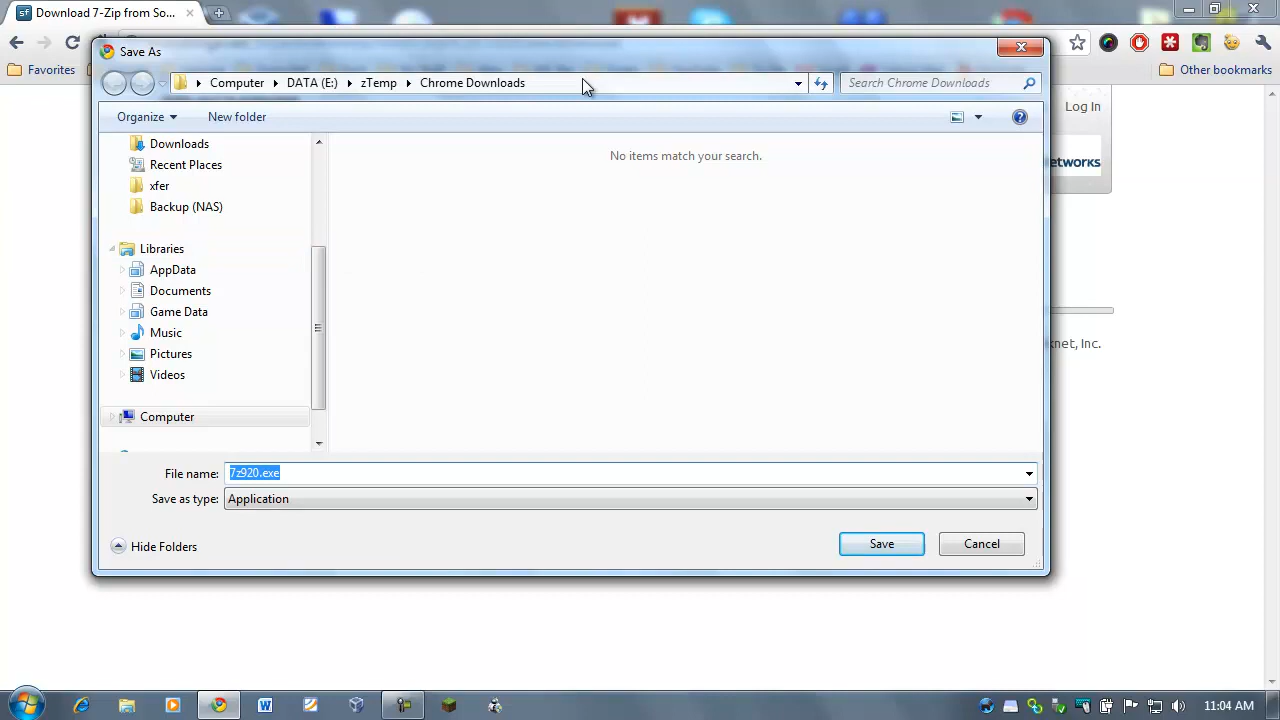 Download 7-Zip from So...
Save As
Favorites
Other bookmarks
Computer
DATA (E:)
zTemp
Chrome Downloads
Search Chrome Downloads
Organize
New folder
Log In
Downloads
No items match your search.
Recent Places
etworks
xfer
Backup (NAS)
Libraries
AppData
Documents
Game Data
Music
knet, Inc.
Pictures
Videos
Computer
File name:
7z920.exe
Save as type:
Application
Hide Folders
Save
Cancel
11:04 AM